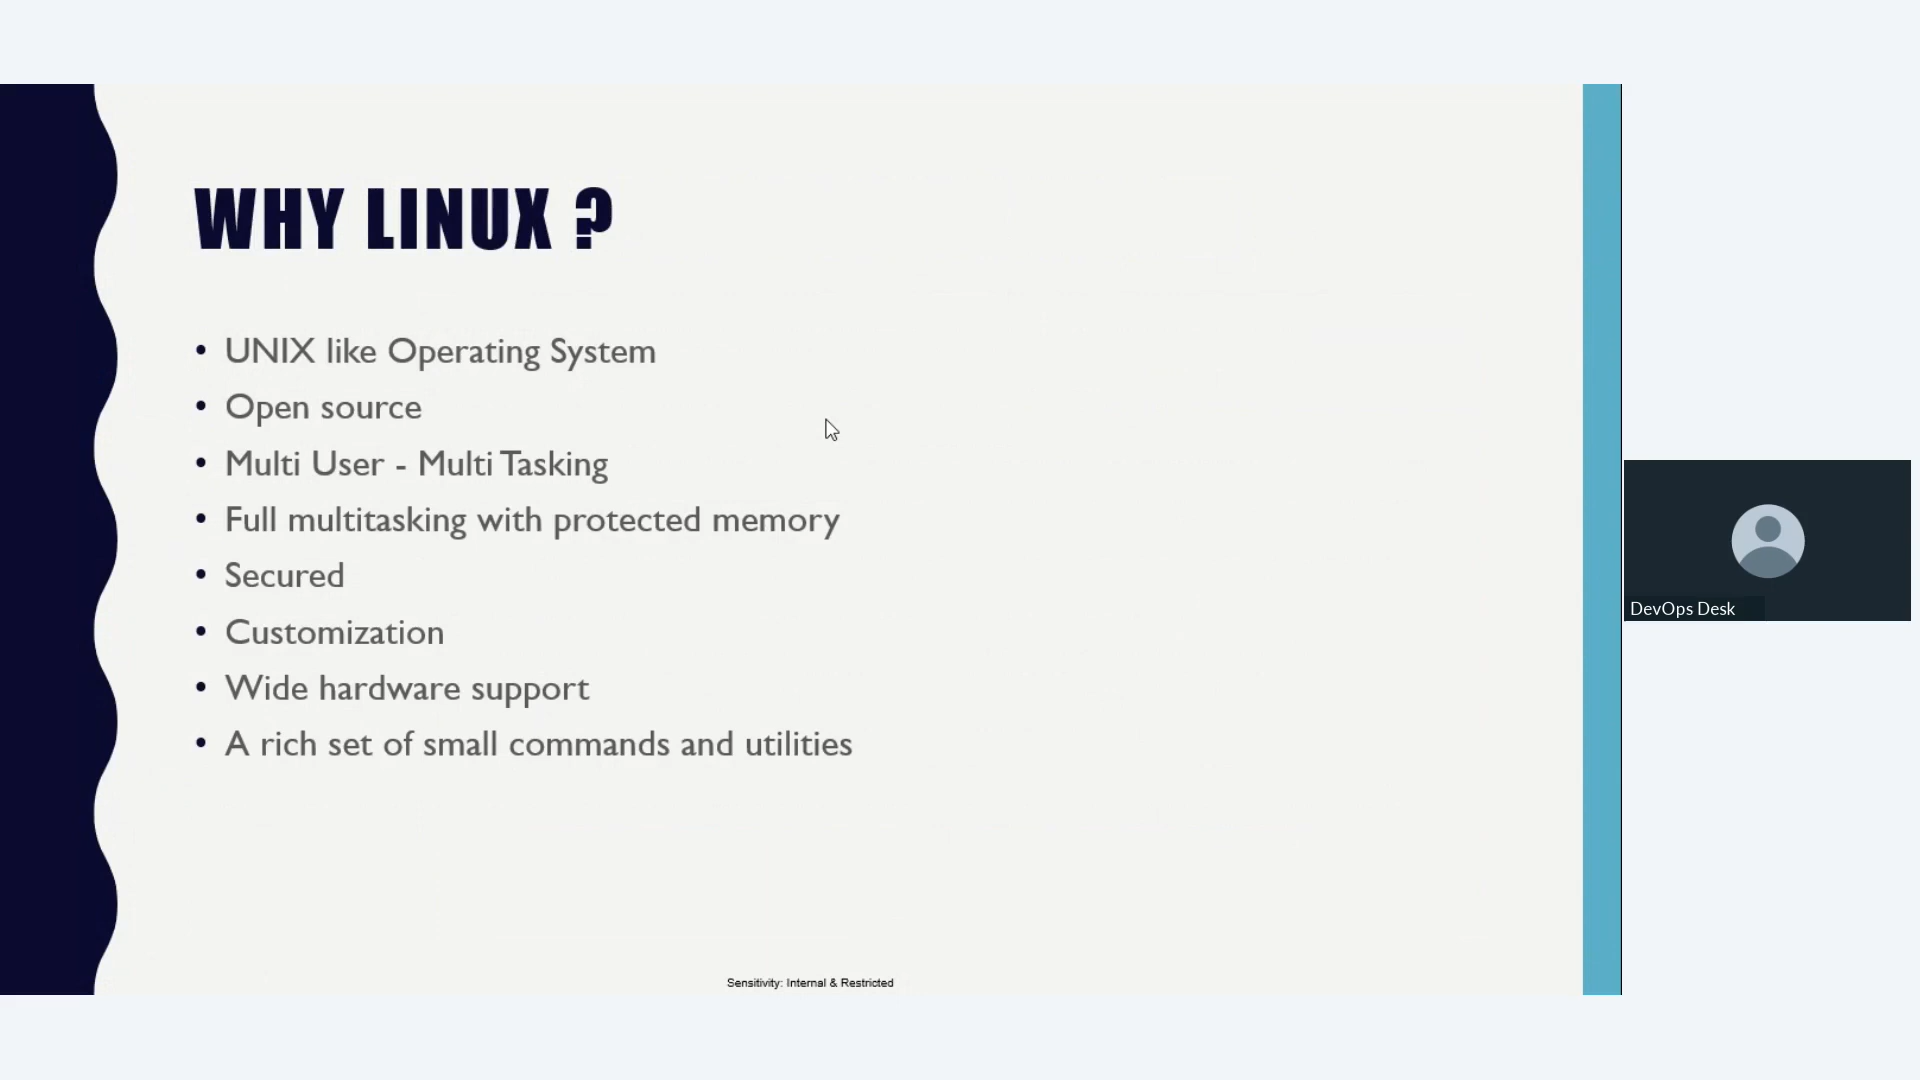 WHY LINUX ?
• UNIX like Operating System
• Open source
• Multi User - Multi Tasking
• Full multitasking with protected memory
• Secured
• Customization
• Wide hardware support
• A rich set of small commands and utilities
Sensitivity: Internal & Restricted
DevOps Desk